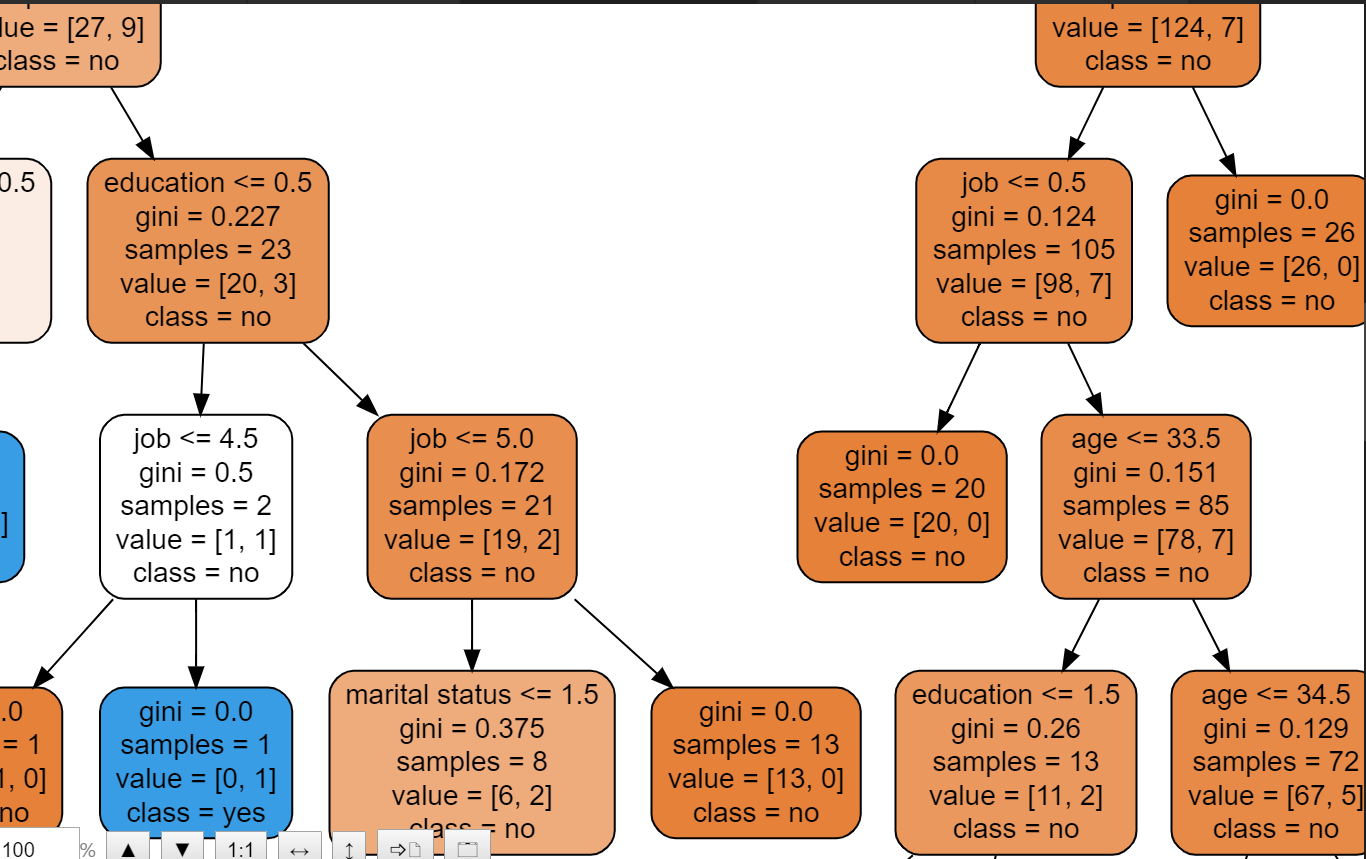 value = [27, 9]
class = no
value = [124, 7]
class = no
0.5
education <= 0.5
gini = 0.227
samples = 23
value = [20, 3]
class = no
job <= 0.5
gini = 0.124
samples = 105
value = [98, 7]
class = no
gini = 0.0
samples = 26
value = [26, 0]
class = no
]
job <= 4.5
gini = 0.5
samples = 2
value = [1, 1]
class = no
job <= 5.0
gini = 0.172
samples = 21
value = [19, 2]
class = no
gini = 0.0
samples = 20
value = [20, 0]
class = no
age <= 33.5
gini = 0.151
samples = 85
value = [78, 7]
class = no
.0
= 1
1, 0]
no
gini = 0.0
samples = 1
value = [0, 1]
class = yes
marital status <= 1.5
gini = 0.375
samples = 8
value = [6, 2]
class = no
gini = 0.0
samples = 13
value = [13, 0]
class = no
education <= 1.5
gini = 0.26
samples = 13
value = [11, 2]
class = no
age <= 34.5
gini = 0.129
samples = 72
value = [67, 5]
class = no
100 % 1:1